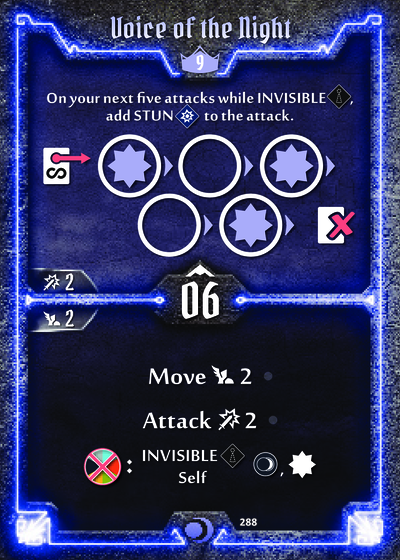 Voice of the Night
9
On your next five attacks while INVISIBLE,
add STUN to the attack.
S
2
06
2
Move 2
Attack 2
: INVISIBLE ,
Self
288